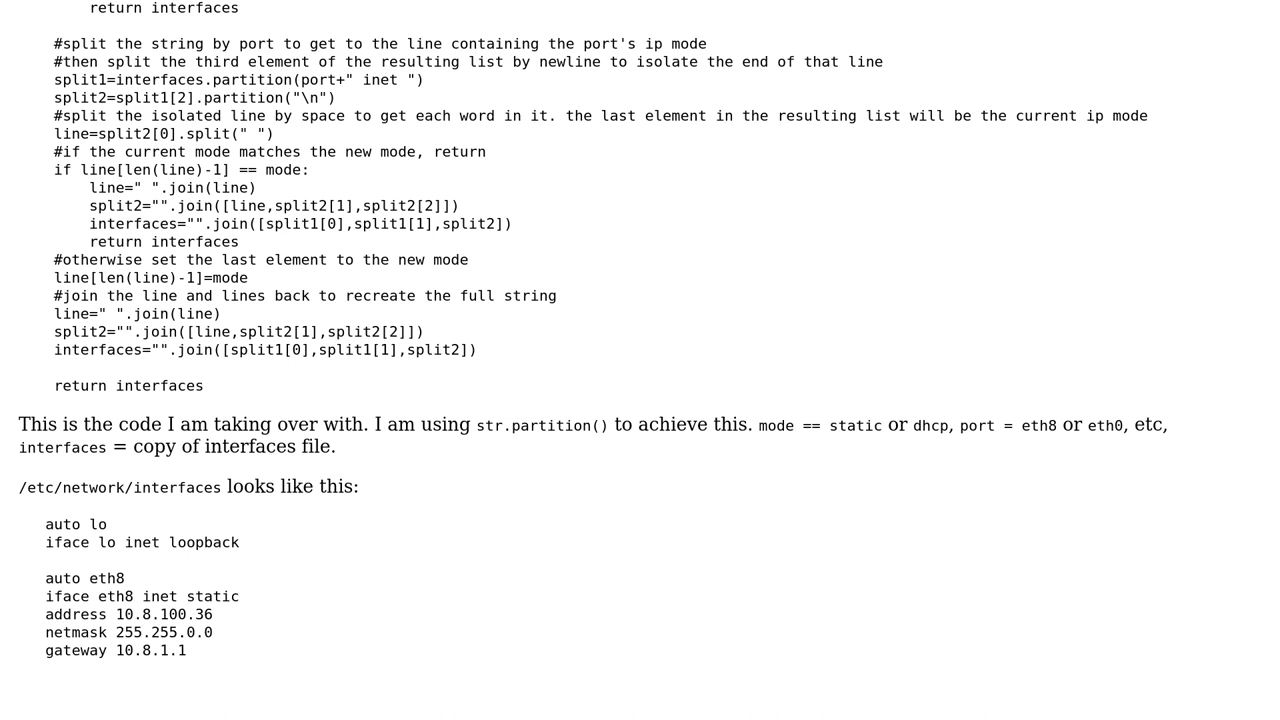 return interfaces
    #split the string by port to get to the line containing the port's ip mode
    #then split the third element of the resulting list by newline to isolate the end of that line
    split1=interfaces.partition(port+" inet ")
    split2=split1[2].partition("\n")
    #split the isolated line by space to get each word in it. the last element in the resulting list will be the current ip mode
    line=split2[0].split(" ")
    #if the current mode matches the new mode, return
    if line[len(line)-1] == mode:
        line=" ".join(line)
        split2="".join([line,split2[1],split2[2]])
        interfaces="".join([split1[0],split1[1],split2])
        return interfaces
    #otherwise set the last element to the new mode
    line[len(line)-1]=mode
    #join the line and lines back to recreate the full string
    line=" ".join(line)
    split2="".join([line,split2[1],split2[2]])
    interfaces="".join([split1[0],split1[1],split2])
    return interfaces
This is the code I am taking over with. I am using str.partition() to achieve this. mode == static or dhcp, port = eth8 or eth0, etc,
interfaces = copy of interfaces file.
/etc/network/interfaces looks like this:
   auto lo
   iface lo inet loopback
   auto eth8
   iface eth8 inet static
   address 10.8.100.36
   netmask 255.255.0.0
   gateway 10.8.1.1